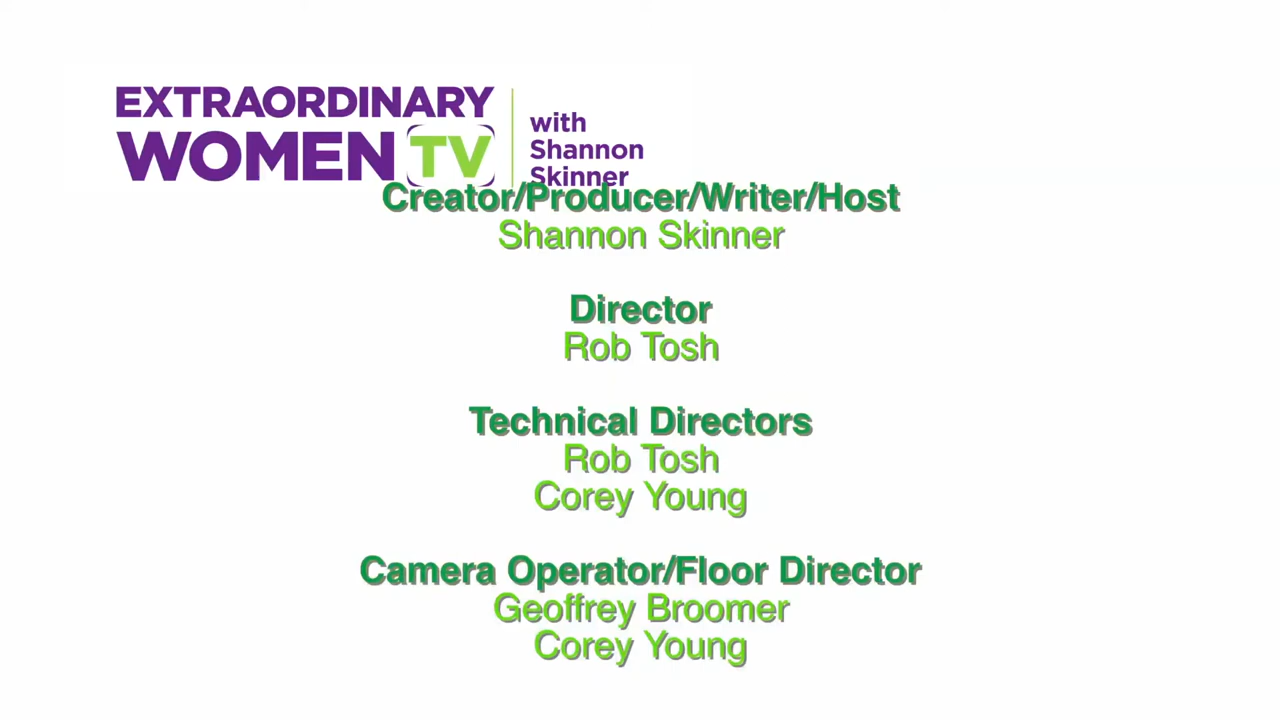 EXTRAORDINARY
WOMEN TV
with
Shannon
Skinner
Creator/Producer/Writer/Host
Shannon Skinner
Director
Rob Tosh
Technical Directors
Rob Tosh
Corey Young
Camera Operator/Floor Director
Geoffrey Broomer
Corey Young